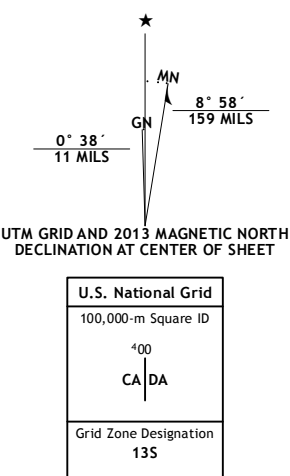 ★
MN
8° 58´
159 MILS
GN
0° 38´
11 MILS
UTM GRID AND 2013 MAGNETIC NORTH
DECLINATION AT CENTER OF SHEET
U.S. National Grid
100,000-m Square ID
⁴00
CA DA
Grid Zone Designation
13S